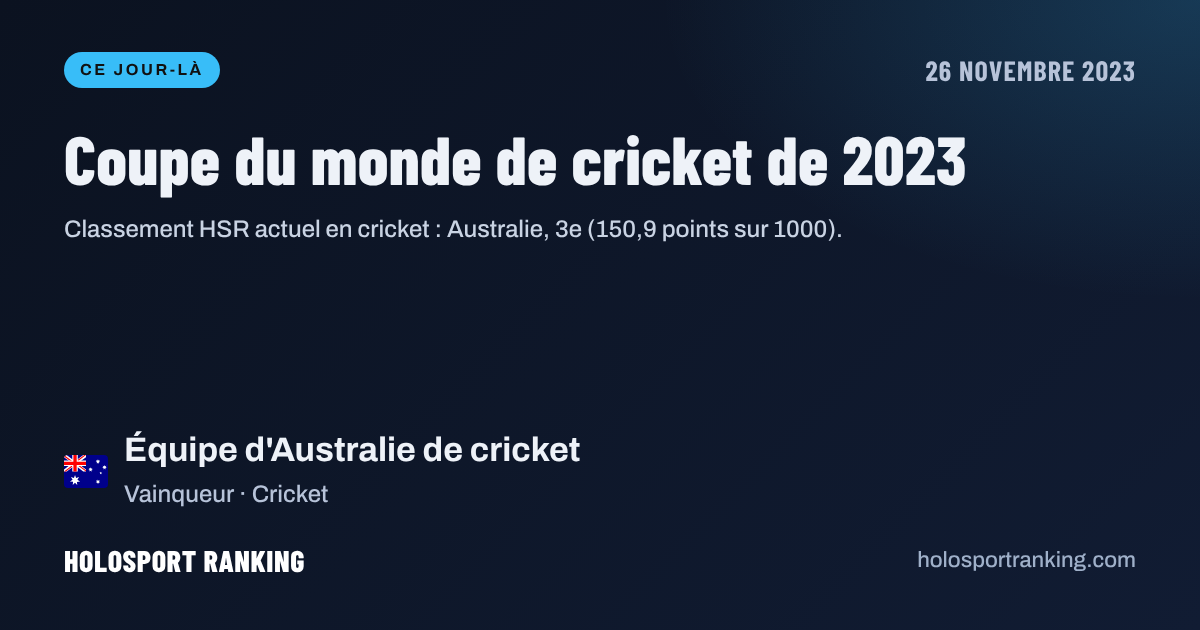 CE JOUR-LÀ
26 NOVEMBRE 2023
Coupe du monde de cricket de 2023
Classement HSR actuel en cricket : Australie, 3e (150,9 points sur 1000).
Équipe d'Australie de cricket
Vainqueur · Cricket
HOLOSPORT RANKING
holosportranking.com